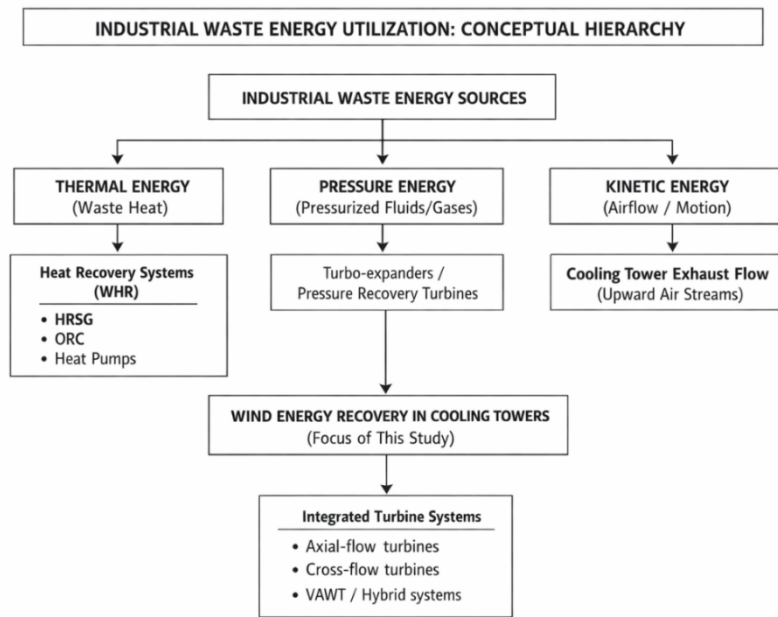 INDUSTRIAL WASTE ENERGY UTILIZATION: CONCEPTUAL HIERARCHY
INDUSTRIAL WASTE ENERGY SOURCES
THERMAL ENERGY
(Waste Heat)
PRESSURE ENERGY
(Pressurized Fluids/Gases)
KINETIC ENERGY
(Airflow / Motion)
Heat Recovery Systems
(WHR)
• HRSG
• ORC
• Heat Pumps
Turbo-expanders /
Pressure Recovery Turbines
Cooling Tower Exhaust Flow
(Upward Air Streams)
WIND ENERGY RECOVERY IN COOLING TOWERS
(Focus of This Study)
Integrated Turbine Systems
• Axial-flow turbines
• Cross-flow turbines
• VAWT / Hybrid systems